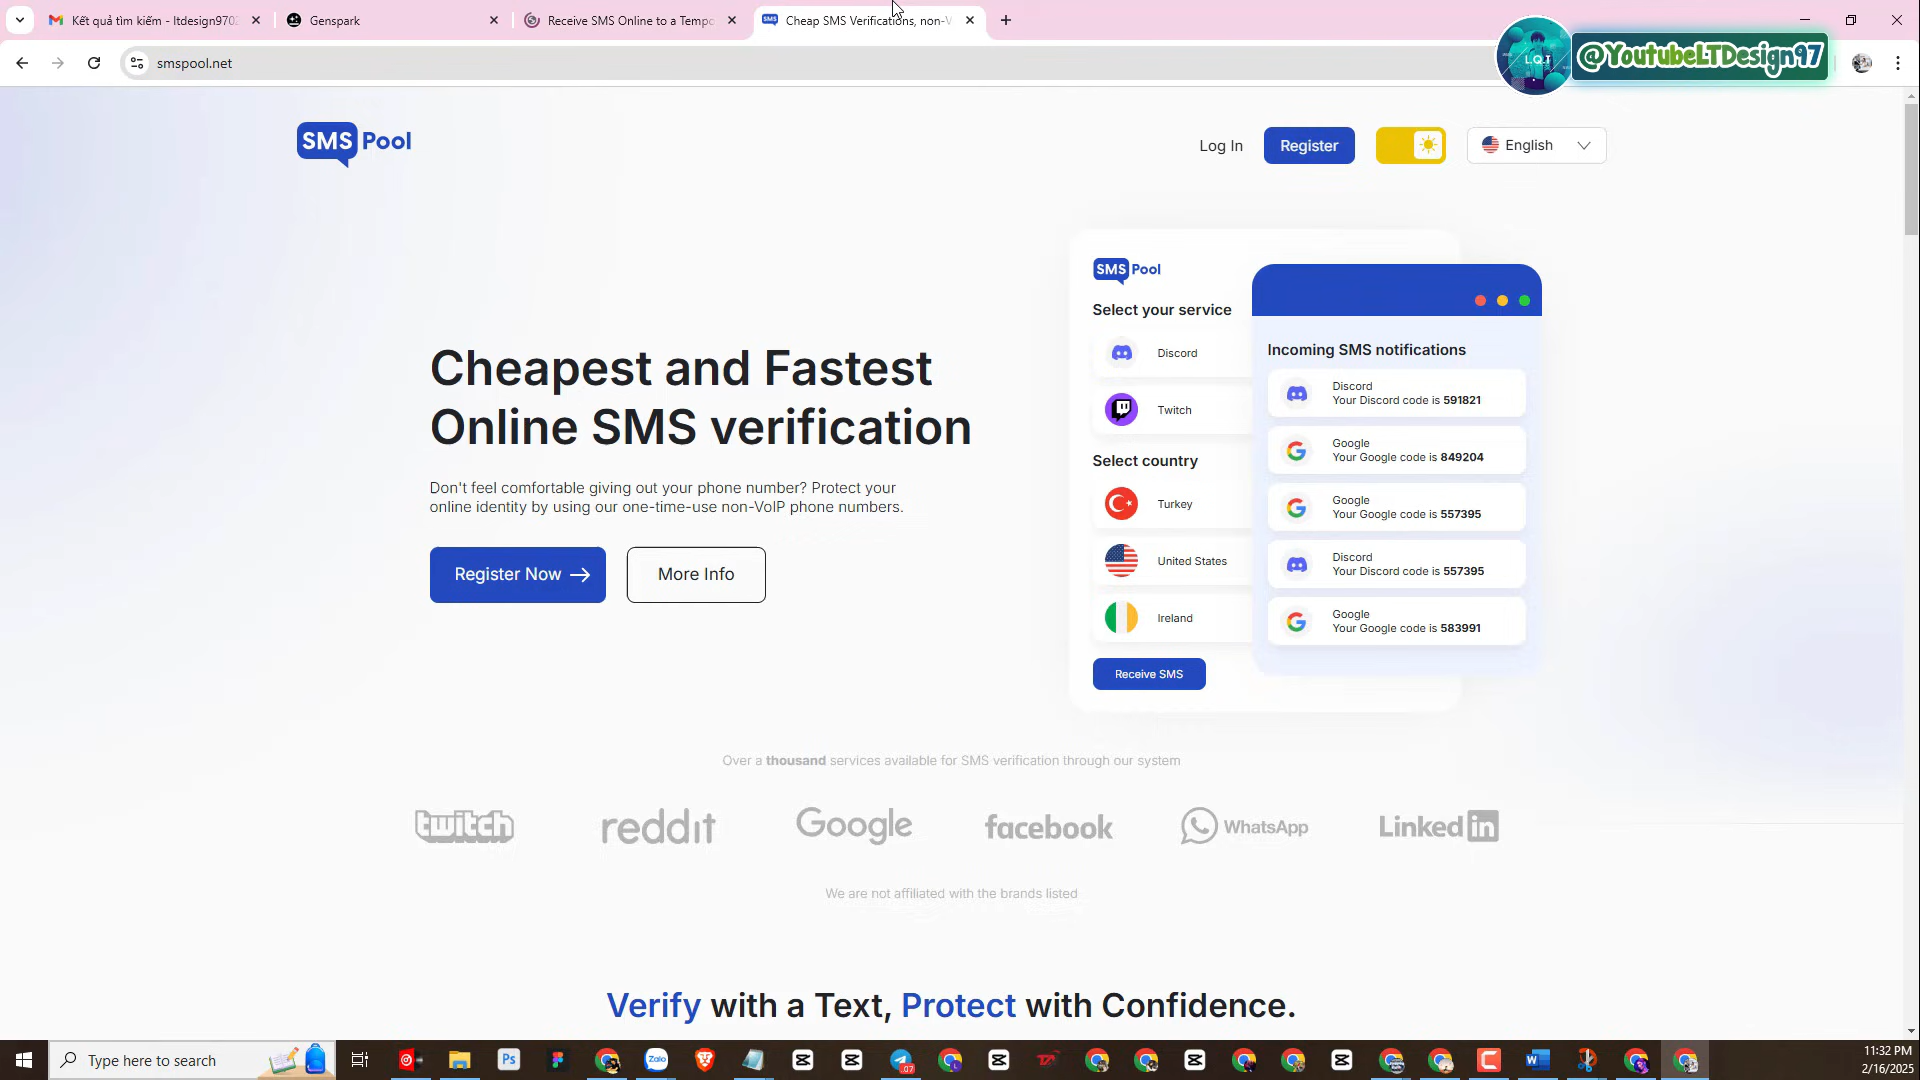 Kết quả tìm kiếm - ltdesign970
Genspark
Receive SMS Online to a Tempo
SMS
Cheap SMS Verifications, non-V
smspool.net
L.Q.T
@YoutubeLTDesign97
SMS Pool
Log In
Register
English
Cheapest and Fastest
Online SMS verification
Don't feel comfortable giving out your phone number? Protect your
online identity by using our one-time-use non-VoIP phone numbers.
Register Now
More Info
SMS Pool
Select your service
Discord
Twitch
Select country
Turkey
United States
Ireland
Receive SMS
Incoming SMS notifications
Discord
Your Discord code is 591821
Google
Your Google code is 849204
Google
Your Google code is 557395
Discord
Your Discord code is 557395
Google
Your Google code is 583991
Over a thousand services available for SMS verification through our system
twitch
reddit
Google
facebook
WhatsApp
Linked in
We are not affiliated with the brands listed
Verify with a Text, Protect with Confidence.
Type here to search
Ps
Zalo
07
11:32 PM
2/16/2025